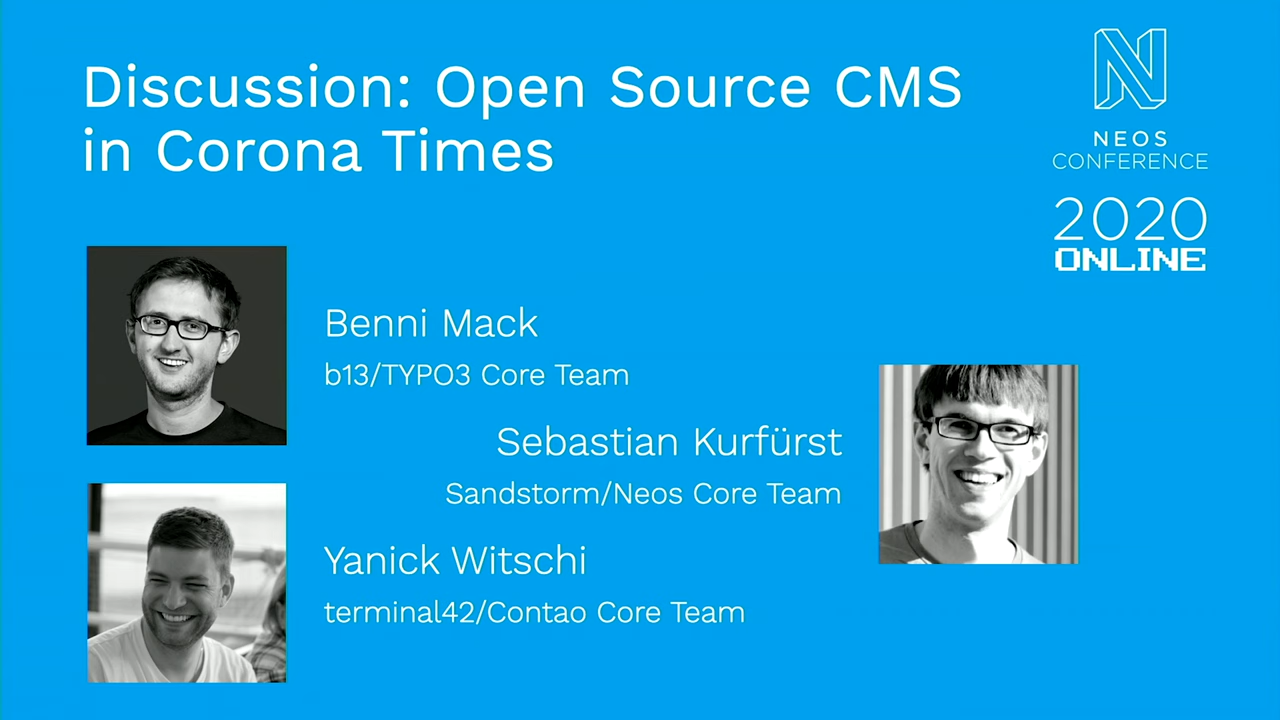 Discussion: Open Source CMS
in Corona Times
NEOS
CONFERENCE
2020
ONLINE
Benni Mack
b13/TYPO3 Core Team
Sebastian Kurfürst
Sandstorm/Neos Core Team
Yanick Witschi
terminal42/Contao Core Team